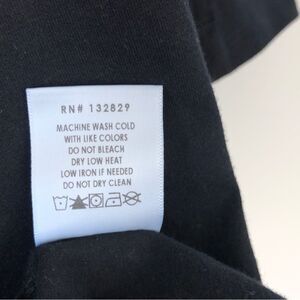 RN# 132829
MACHINE WASH COLD
WITH LIKE COLORS
DO NOT BLEACH
DRY LOW HEAT
LOW IRON IF NEEDED
DO NOT DRY CLEAN